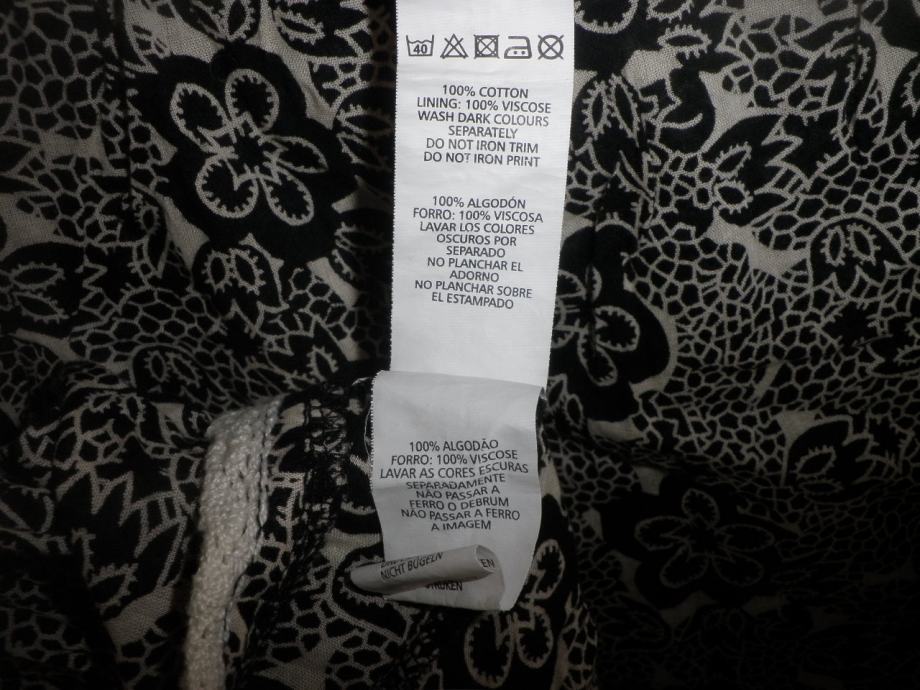 40
100% COTTON
LINING: 100% VISCOSE
WASH DARK COLOURS
SEPARATELY
DO NOT IRON TRIM
DO NOT IRON PRINT
100% ALGODÓN
FORRO: 100% VISCOSA
LAVAR LOS COLORES
OSCUROS POR
SEPARADO
NO PLANCHAR EL
ADORNO
NO PLANCHAR SOBRE
EL ESTAMPADO
100% ALGODÃO
FORRO: 100% VISCOSE
LAVAR AS CORES ESCURAS
SEPARADAMENTE
NÃO PASSAR A
FERRO O DEBRUM
NÃO PASSAR A FERRO
A IMAGEM
NICHT BÜGELN
EN